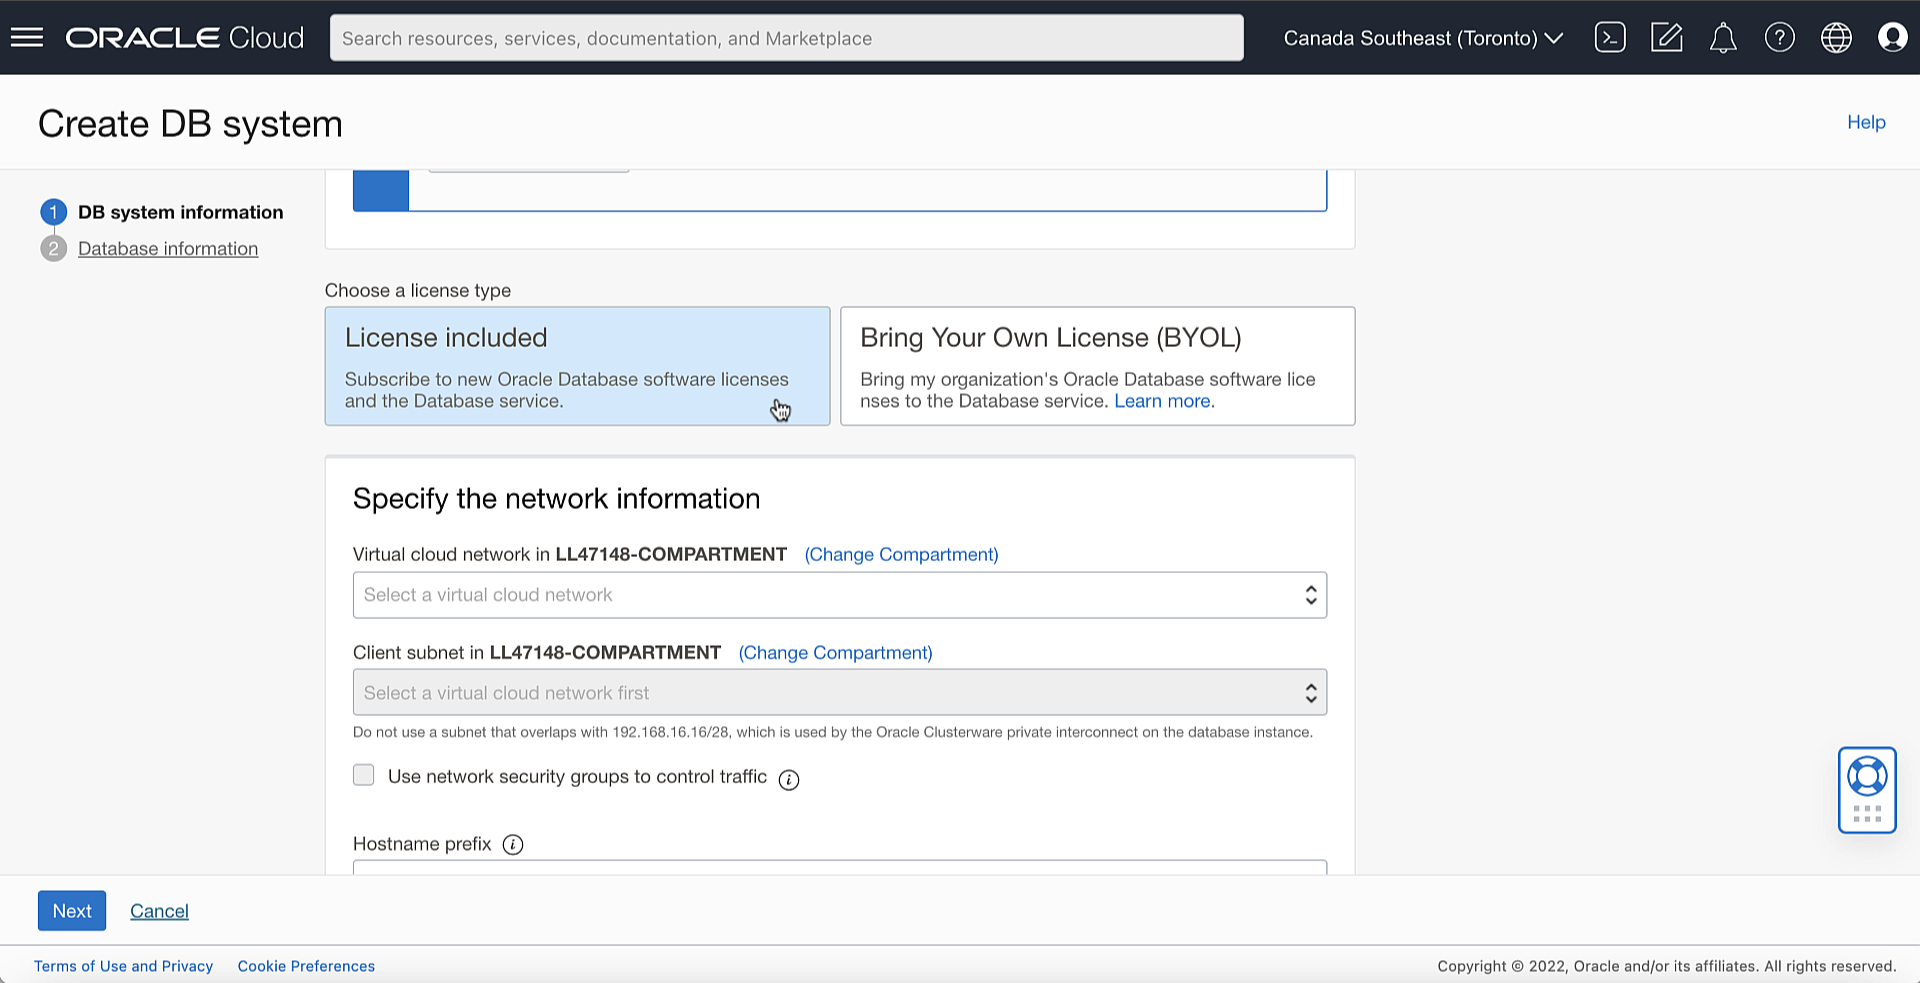 ORACLE Cloud
Search resources, services, documentation, and Marketplace
Canada Southeast (Toronto)
Create DB system
Help
1 DB system information
2 Database information
Choose a license type
License included
Subscribe to new Oracle Database software licenses
and the Database service.
Bring Your Own License (BYOL)
Bring my organization's Oracle Database software lice
nses to the Database service. Learn more.
Specify the network information
Virtual cloud network in LL47148-COMPARTMENT (Change Compartment)
Select a virtual cloud network
Client subnet in LL47148-COMPARTMENT (Change Compartment)
Select a virtual cloud network first
Do not use a subnet that overlaps with 192.168.16.16/28, which is used by the Oracle Clusterware private interconnect on the database instance.
Use network security groups to control traffic
Hostname prefix
Next Cancel
Terms of Use and Privacy Cookie Preferences
Copyright © 2022, Oracle and/or its affiliates. All rights reserved.